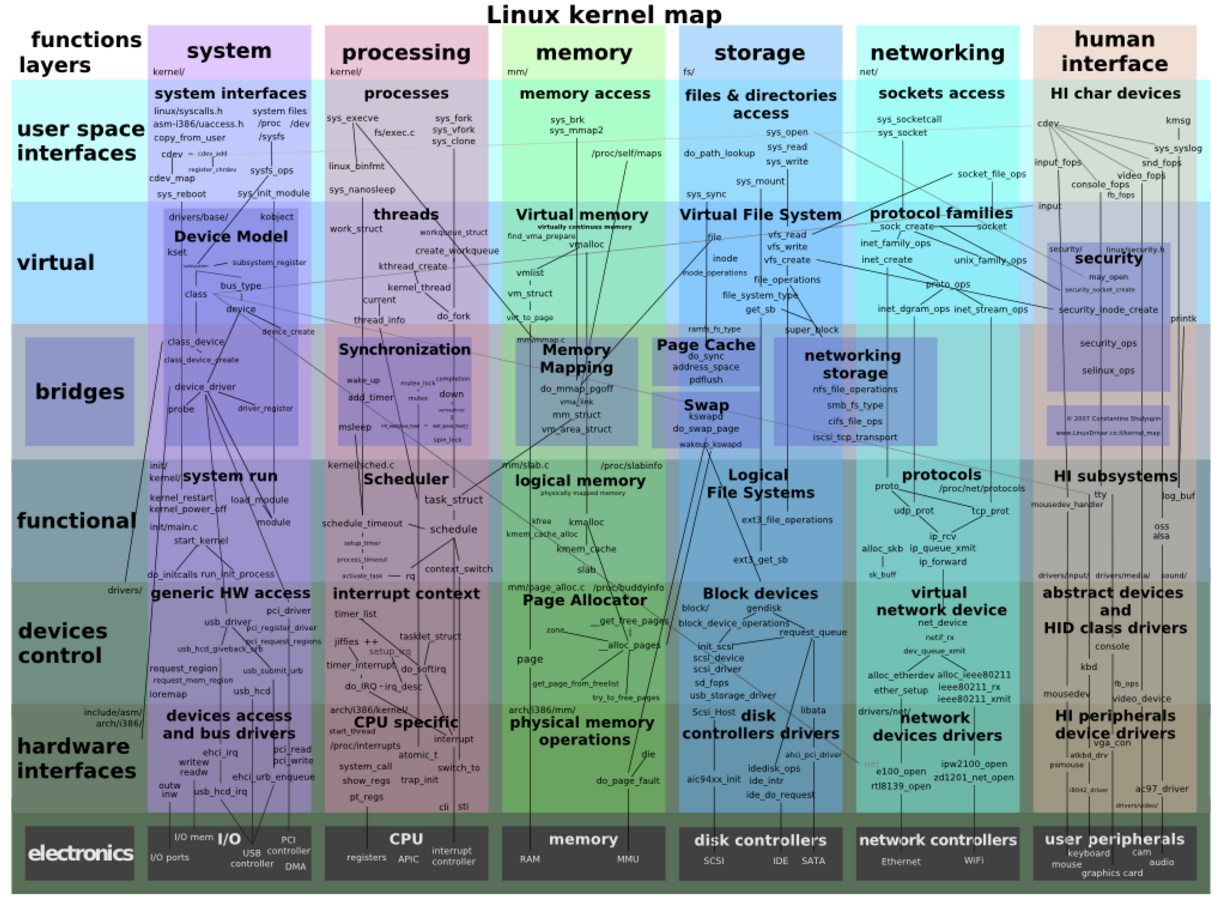 Linux kernel map
functions
layers
system
kernel/
processing
kernel/
memory
mm/
storage
fs/
networking
net/
human
interface
user space
interfaces
system interfaces
linux/syscalls.h
system files
asm-i386/uaccess.h
/proc /dev
copy_from_user
/sysfs
cdev
cdev_add
register_chrdev
cdev_map
sysfs_ops
sys_reboot
sys_init_module
processes
sys_execve
sys_fork
fs/exec.c
sys_vfork
sys_clone
linux_binfmt
sys_nanosleep
memory access
sys_brk
sys_mmap2
/proc/self/maps
files & directories
access
sys_open
sys_read
do_path_lookup
sys_write
sys_mount
sys_sync
sockets access
sys_socketcall
sys_socket
socket_file_ops
HI char devices
cdev
kmsg
sys_syslog
input_fops
snd_fops
video_fops
console_fops
fb_fops
input
virtual
drivers/base/
kobject
Device Model
kset
subsystem
subsystem_register
bus_type
class
device
device_create
threads
work_struct
workqueue_struct
create_workqueue
kthread_create
kernel_thread
current
thread_info
do_fork
Virtual memory
virtually continues memory
find_vma_prepare
vmalloc
vmlist
vm_struct
virt_to_page
Virtual File System
file
vfs_read
vfs_write
inode
vfs_create
inode_operations
file_operations
file_system_type
get_sb
ramfs_fs_type
super_block
protocol families
__sock_create
socket
inet_family_ops
inet_create
unix_family_ops
proto_ops
inet_dgram_ops
inet_stream_ops
security/
linux/security.h
security
may_open
security_socket_create
security_inode_create
printk
security_ops
selinux_ops
bridges
class_device
class_device_create
device_driver
probe
driver_register
Synchronization
wake_up
mutex_lock
completion
add_timer
mutex
down
semaphore
msleep
spin_lock
mm/mmap.c
Memory
Mapping
do_mmap_pgoff
vma_link
mm_struct
vm_area_struct
Page Cache
do_sync
address_space
pdflush
Swap
kswapd
do_swap_page
wakeup_kswapd
networking
storage
nfs_file_operations
smb_fs_type
cifs_file_ops
iscsi_tcp_transport
© 2007 Constantine Shulyupin
www.LinuxDriver.co.il/kernel_map
functional
init/
kernel/
system run
kernel_restart
kernel_power_off
load_module
init/main.c
module
start_kernel
do_initcalls
run_init_process
drivers/
kernel/sched.c
Scheduler
task_struct
schedule_timeout
schedule
setup_timer
process_timeout
context_switch
activate_task
rq
mm/slab.c
/proc/slabinfo
logical memory
physically mapped memory
kfree
kmalloc
kmem_cache_alloc
kmem_cache
slab
Logical
File Systems
ext3_file_operations
ext3_get_sb
protocols
proto
/proc/net/protocols
udp_prot
tcp_prot
ip_rcv
alloc_skb
ip_queue_xmit
ip_forward
sk_buff
HI subsystems
tty
mousedev_handler
log_buf
oss
alsa
drivers/input/
drivers/media/
sound/
devices
control
generic HW access
pci_driver
usb_driver
pci_register_driver
pci_request_regions
usb_hcd_giveback_urb
request_region
usb_submit_urb
request_mem_region
ioremap
usb_hcd
include/asm/
arch/i386/
interrupt context
timer_list
jiffies ++
tasklet_struct
setup_irq
timer_interrupt
do_softirq
do_IRQ - irq_desc
mm/page_alloc.c
/proc/buddyinfo
Page Allocator
__get_free_pages
zone
__alloc_pages
page
get_page_from_freelist
try_to_free_pages
Block devices
block/
gendisk
block_device_operations
request_queue
init_scsi
scsi_device
scsi_driver
sd_fops
usb_storage_driver
virtual
network device
net_device
netif_rx
dev_queue_xmit
alloc_etherdev
alloc_ieee80211
ether_setup
ieee80211_rx
ieee80211_xmit
abstract devices
and
HID class drivers
console
kbd
fb_ops
mousedev
video_device
hardware
interfaces
devices access
and bus drivers
ehci_irq
pci_read
pci_write
writew
readw
ehci_urb_enqueue
outw
inw
usb_hcd_irq
arch/i386/kernel/
CPU specific
start_thread
interrupt
/proc/interrupts
atomic_t
system_call
switch_to
show_regs
trap_init
pt_regs
cli
sti
arch/i386/mm/
physical memory
operations
die
do_page_fault
Scsi_Host
libata
disk
controllers drivers
ahci_pci_driver
idedisk_ops
aic94xx_init
ide_intr
ide_do_request
drivers/net/
network
devices drivers
net
ipw2100_open
e100_open
zd1201_net_open
rtl8139_open
HI peripherals
device drivers
vga_con
atkbd_drv
psmouse
i8042_driver
ac97_driver
drivers/video/
electronics
I/O mem
I/O
I/O ports
USB
controller
PCI
controller
DMA
CPU
registers
APIC
interrupt
controller
memory
RAM
MMU
disk controllers
SCSI
IDE
SATA
network controllers
Ethernet
WiFi
user peripherals
keyboard
cam
mouse
audio
graphics card